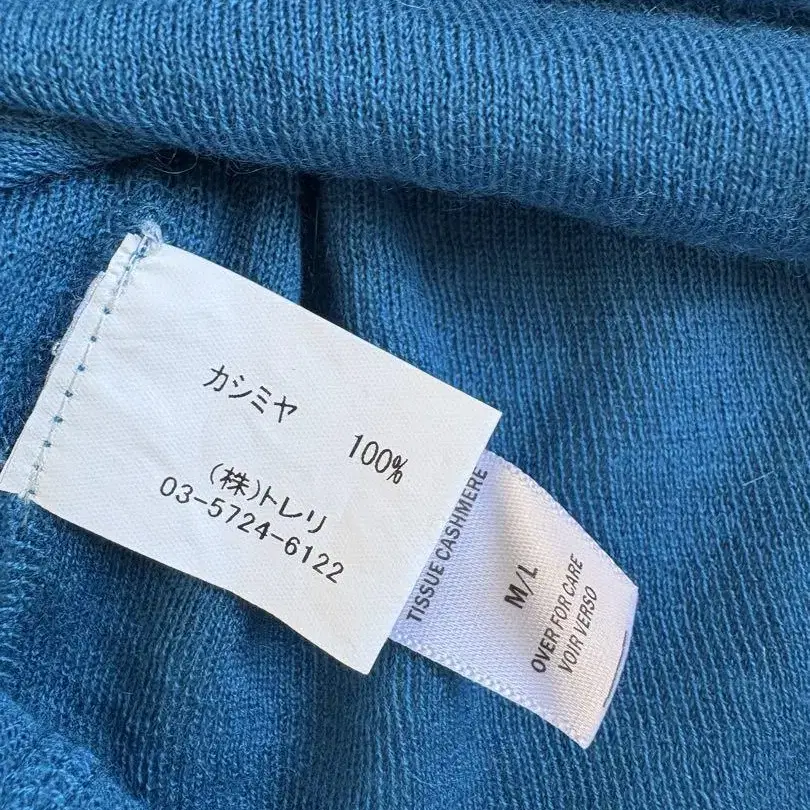 カシミヤ
100%
(株)トレリ
03-5724-6122
TISSUE CASHMERE
M/L
OVER FOR CARE
VOIR VERSO